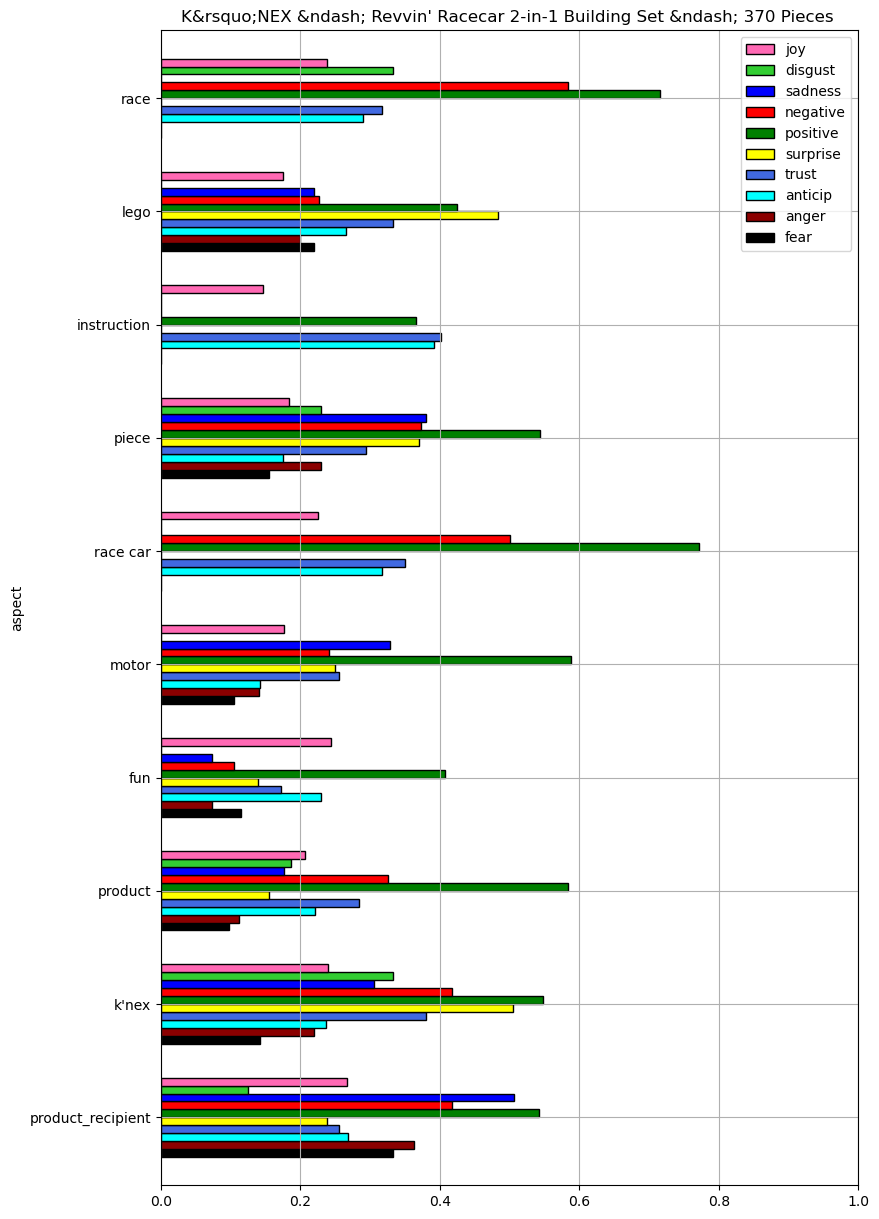 K&rsquo;NEX &ndash; Revvin' Racecar 2-in-1 Building Set &ndash; 370 Pieces
joy
disgust
sadness
negative
positive
surprise
trust
anticip
anger
fear
race
lego
instruction
piece
race car
motor
fun
product
k'nex
product_recipient
aspect
0.0 0.2 0.4 0.6 0.8 1.0